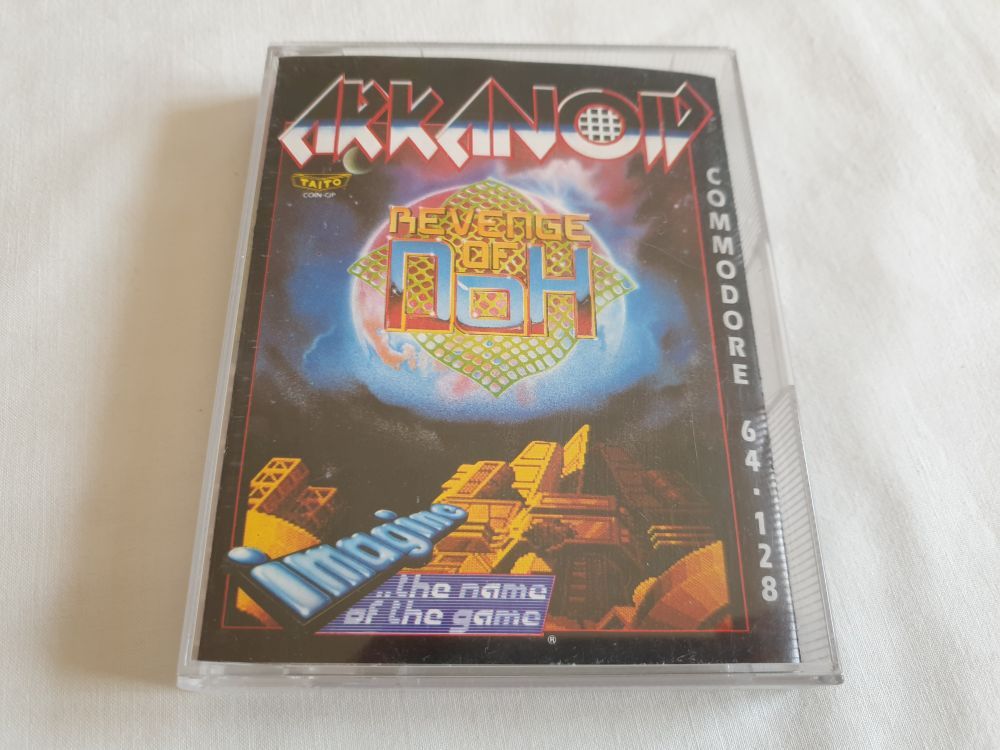 ARKANOID
TAITO
COIN-OP
REVENGE
OF
DOH
COMMODORE 64·128
imagine
...the name
of the game
®